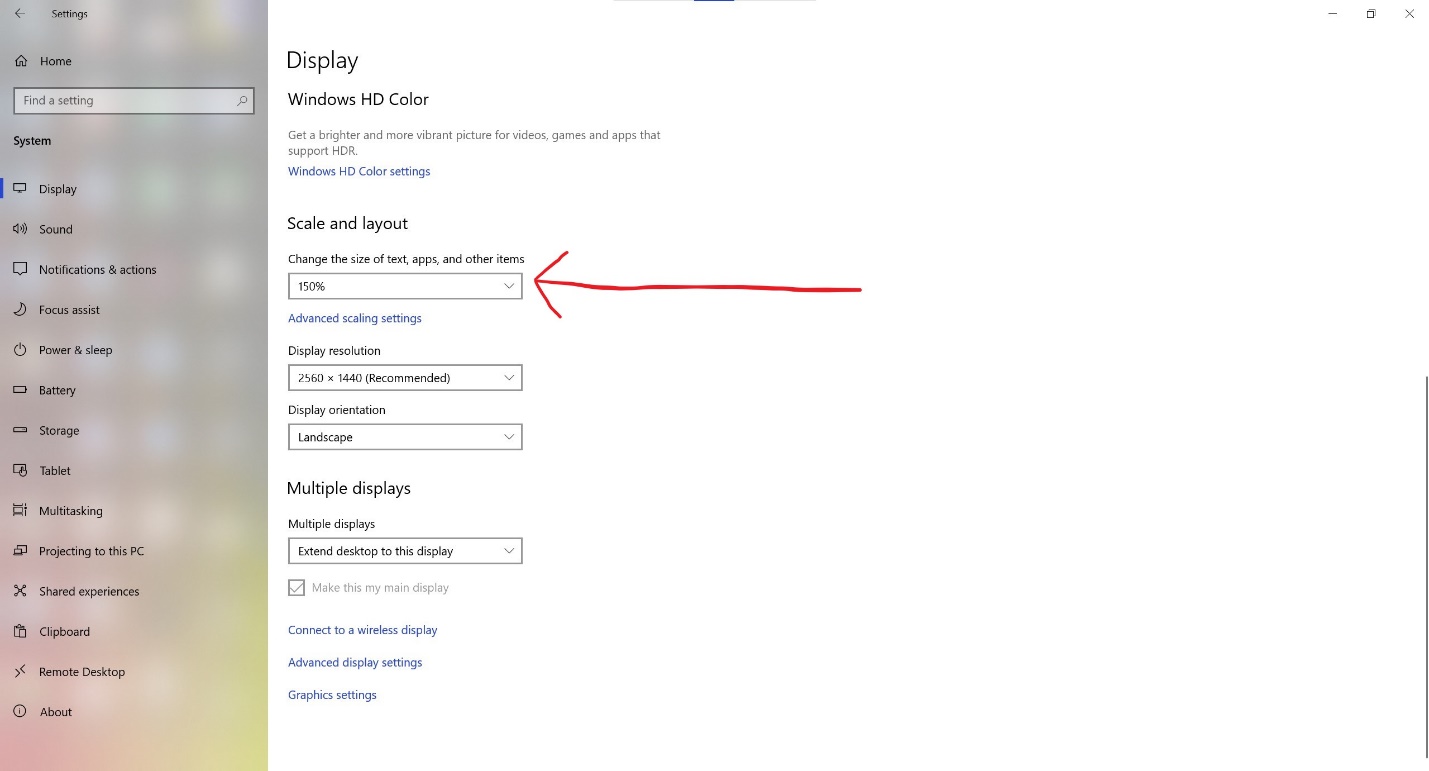 Settings
Home
Find a setting
System
Display
Sound
Notifications & actions
Focus assist
Power & sleep
Battery
Storage
Tablet
Multitasking
Projecting to this PC
Shared experiences
Clipboard
Remote Desktop
About
Display
Windows HD Color
Get a brighter and more vibrant picture for videos, games and apps that
support HDR.
Windows HD Color settings
Scale and layout
Change the size of text, apps, and other items
150%
Advanced scaling settings
Display resolution
2560 × 1440 (Recommended)
Display orientation
Landscape
Multiple displays
Multiple displays
Extend desktop to this display
Make this my main display
Connect to a wireless display
Advanced display settings
Graphics settings